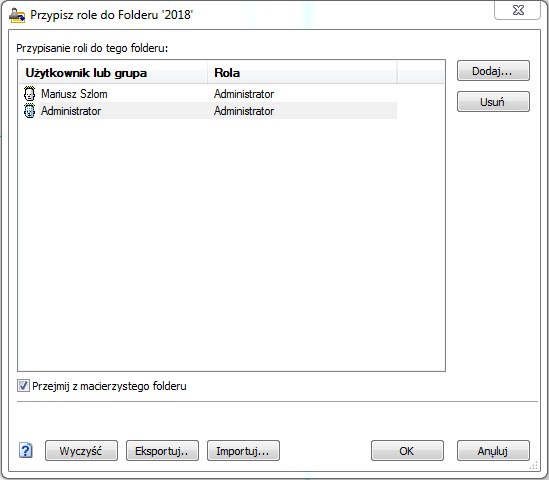 Przypisz role do Folderu '2018'
Przypisanie roli do tego folderu:
Użytkownik lub grupa Rola
Mariusz Szlom Administrator
Administrator Administrator
Dodaj...
Usuń
Przejmij z macierzystego folderu
? Wyczyść Eksportuj.. Importuj... OK Anuluj